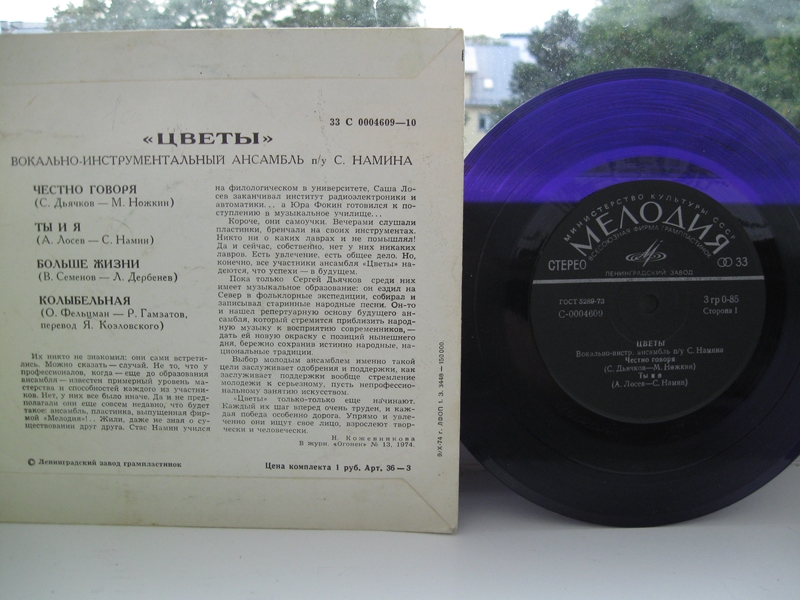 33 С 0004609—10
«ЦВЕТЫ»
ВОКАЛЬНО-ИНСТРУМЕНТАЛЬНЫЙ АНСАМБЛЬ п/у С. НАМИНА
ЧЕСТНО ГОВОРЯ
(С. Дьячков — М. Ножкин)
ТЫ И Я
(А. Лосев — С. Намин)
БОЛЬШЕ ЖИЗНИ
(В. Семенов — Л. Дербенев)
КОЛЫБЕЛЬНАЯ
(О. Фельцман — Р. Гамзатов,
перевод Я. Козловского)
Их никто не знакомил: они сами встрети-
лись. Можно сказать — случай. Не то, что у
профессионалов, когда — еще до образования
ансамбля — известен примерный уровень ма-
стерства и способностей каждого из участни-
ков. Нет, у них все было иначе. Да и не пред-
полагали они еще совсем недавно, что будет
такое: ансамбль, пластинка, выпущенная фир-
мой «Мелодия»!.. Жили, даже не зная о су-
ществовании друг друга. Стас Намин учился
на филологическом в университете, Саша Ло-
сев заканчивал институт радиоэлектроники и
автоматики... а Юра Фокин готовился к по-
ступлению в музыкальное училище...
Короче, они самоучки. Вечерами слушали
пластинки, бренчали на своих инструментах.
Никто ни о каких лаврах и не помышлял!
Да и сейчас, собственно, нет у них никаких
лавров. Есть увлечение, есть общее дело. Но,
конечно, все участники ансамбля «Цветы» на-
деются, что успехи — в будущем.
Пока только Сергей Дьячков среди них
имеет музыкальное образование: он ездил на
Север в фольклорные экспедиции, собирал и
записывал старинные народные песни. Он-то
и нашел репертуарную основу будущего ан-
самбля, который стремится приблизить народ-
ную музыку к восприятию современников, —
дать ей новую окраску с позиций нынешнего
дня, бережно сохраняя истинно народные, на-
циональные традиции.
Выбор молодым ансамблем именно такой
цели заслуживает одобрения и поддержки, как
заслуживает поддержки вообще стремление
молодежи к серьезному, пусть непрофессио-
нальному занятию искусством.
«Цветы» только-только еще начинают.
Каждый их шаг вперед очень труден, и каж-
дая победа особенно дорога. Упрямо и увле-
ченно они ищут свое лицо, взрослеют творче-
ски и человечески.
Н. Кожевникова
В журн. «Огонек» № 13, 1974.
© Ленинградский завод грампластинок
Цена комплекта 1 руб. Арт. 36—3
9/X-74 г. ЛФОП т. З. 3448 — 150 000.
МИНИСТЕРСТВО КУЛЬТУРЫ СССР
МЕЛОДИЯ
ВСЕСОЮЗНАЯ ФИРМА ГРАМПЛАСТИНОК
СТЕРЕО
33
ЛЕНИНГРАДСКИЙ ЗАВОД
ГОСТ 5289-73
3 гр 0-85
С-0004609
Сторона 1
ЦВЕТЫ
Вокально-инстр. ансамбль п/у С. Намина
Честно говоря
(С. Дьячков—М. Ножкин)
Ты и я
(А. Лосев—С. Намин)